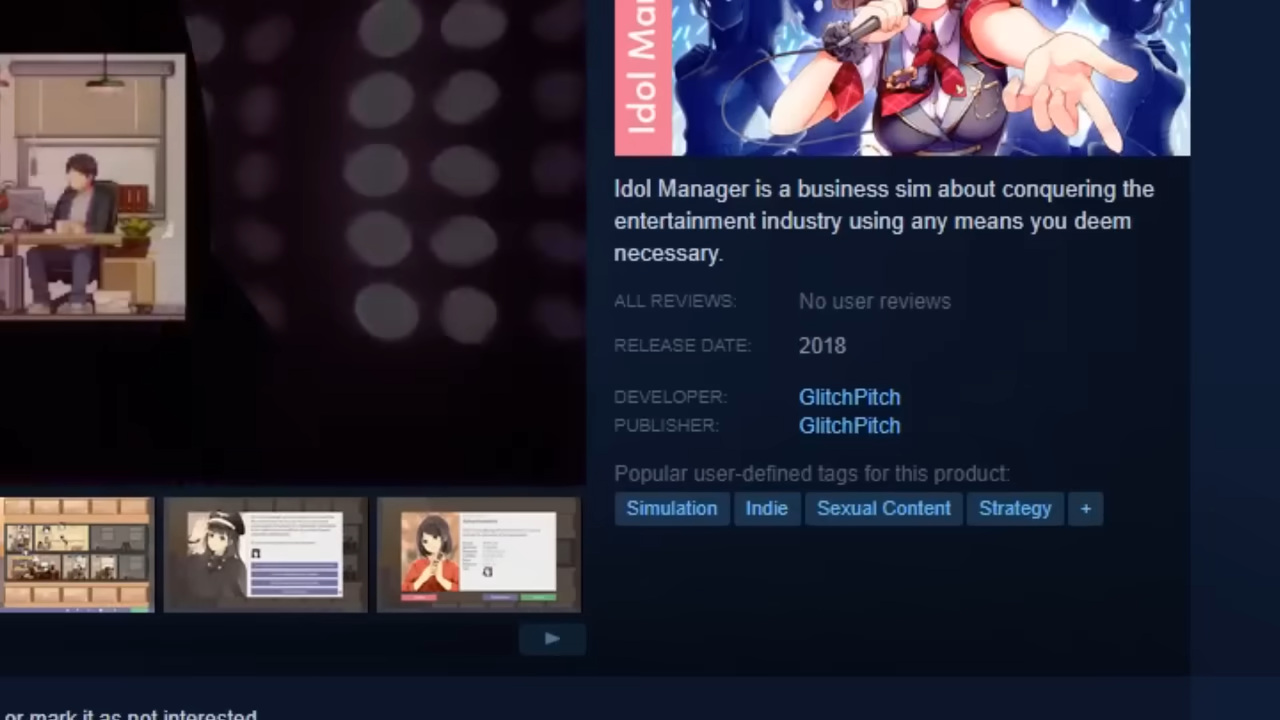 Idol Ma
Idol Manager is a business sim about conquering the
entertainment industry using any means you deem
necessary.
ALL REVIEWS: No user reviews
RELEASE DATE: 2018
DEVELOPER: GlitchPitch
PUBLISHER: GlitchPitch
Popular user-defined tags for this product:
Simulation Indie Sexual Content Strategy +
or mark it as not interested